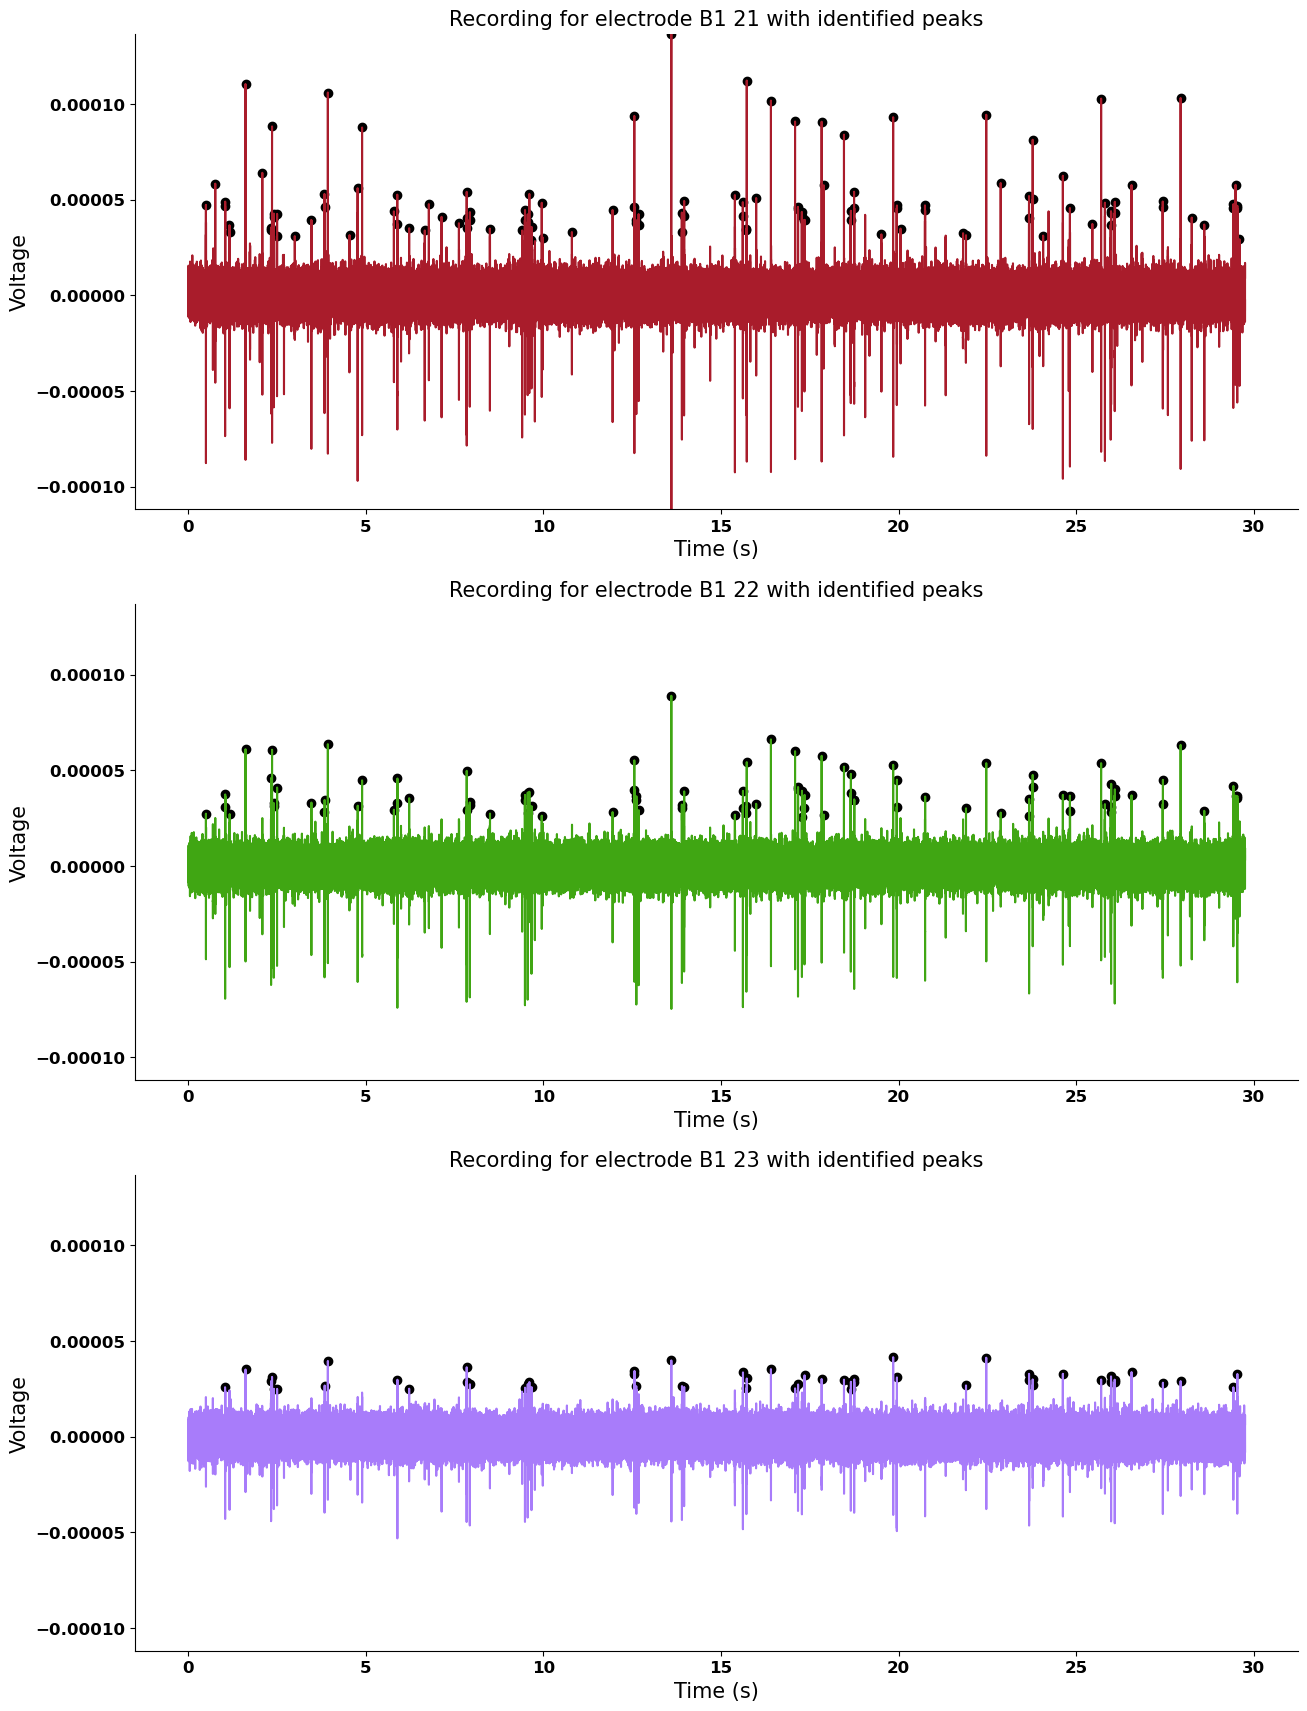 Recording for electrode B1 21 with identified peaks
0.00010
0.00005
0.00000
−0.00005
−0.00010
Voltage
0 5 10 15 20 25 30
Time (s)
Recording for electrode B1 22 with identified peaks
0.00010
0.00005
0.00000
−0.00005
−0.00010
Voltage
0 5 10 15 20 25 30
Time (s)
Recording for electrode B1 23 with identified peaks
0.00010
0.00005
0.00000
−0.00005
−0.00010
Voltage
0 5 10 15 20 25 30
Time (s)